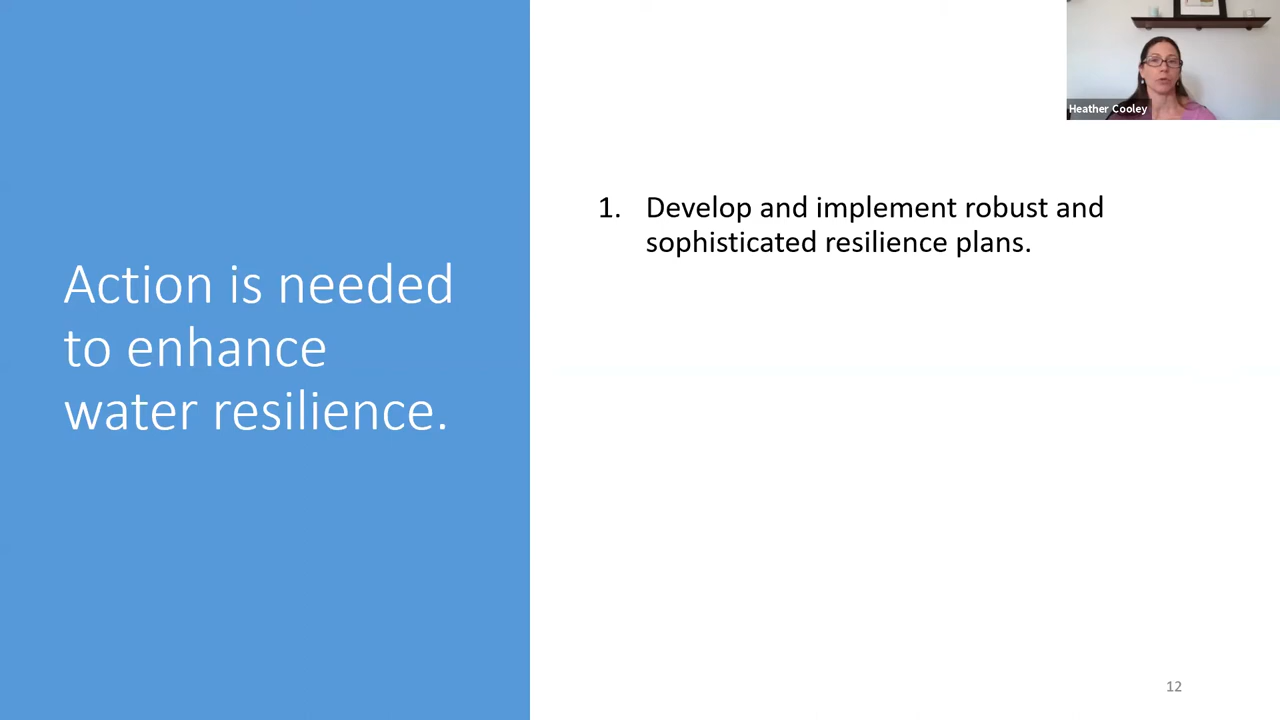 Heather Cooley
Action is needed
to enhance
water resilience.
1. Develop and implement robust and
sophisticated resilience plans.
12